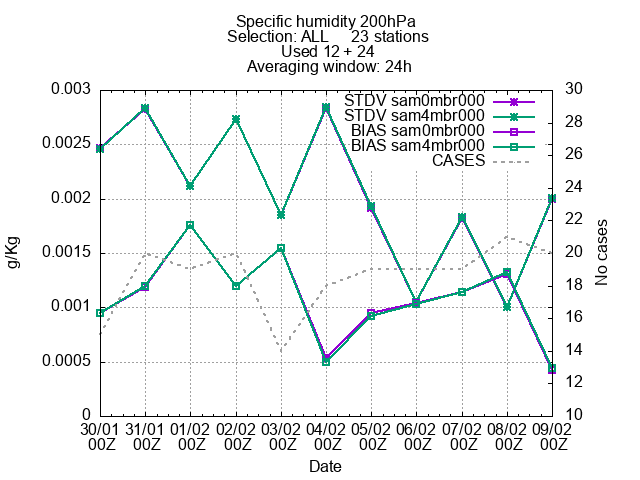 Specific humidity 200hPa
Selection: ALL 23 stations
Used 12 + 24
Averaging window: 24h
STDV sam0mbr000
STDV sam4mbr000
BIAS sam0mbr000
BIAS sam4mbr000
CASES
g/Kg
0.003
0.0025
0.002
0.0015
0.001
0.0005
0
30
28
26
24
22
20
18
16
14
12
10
No cases
30/01 31/01 01/02 02/02 03/02 04/02 05/02 06/02 07/02 08/02 09/02
00Z 00Z 00Z 00Z 00Z 00Z 00Z 00Z 00Z 00Z 00Z
Date